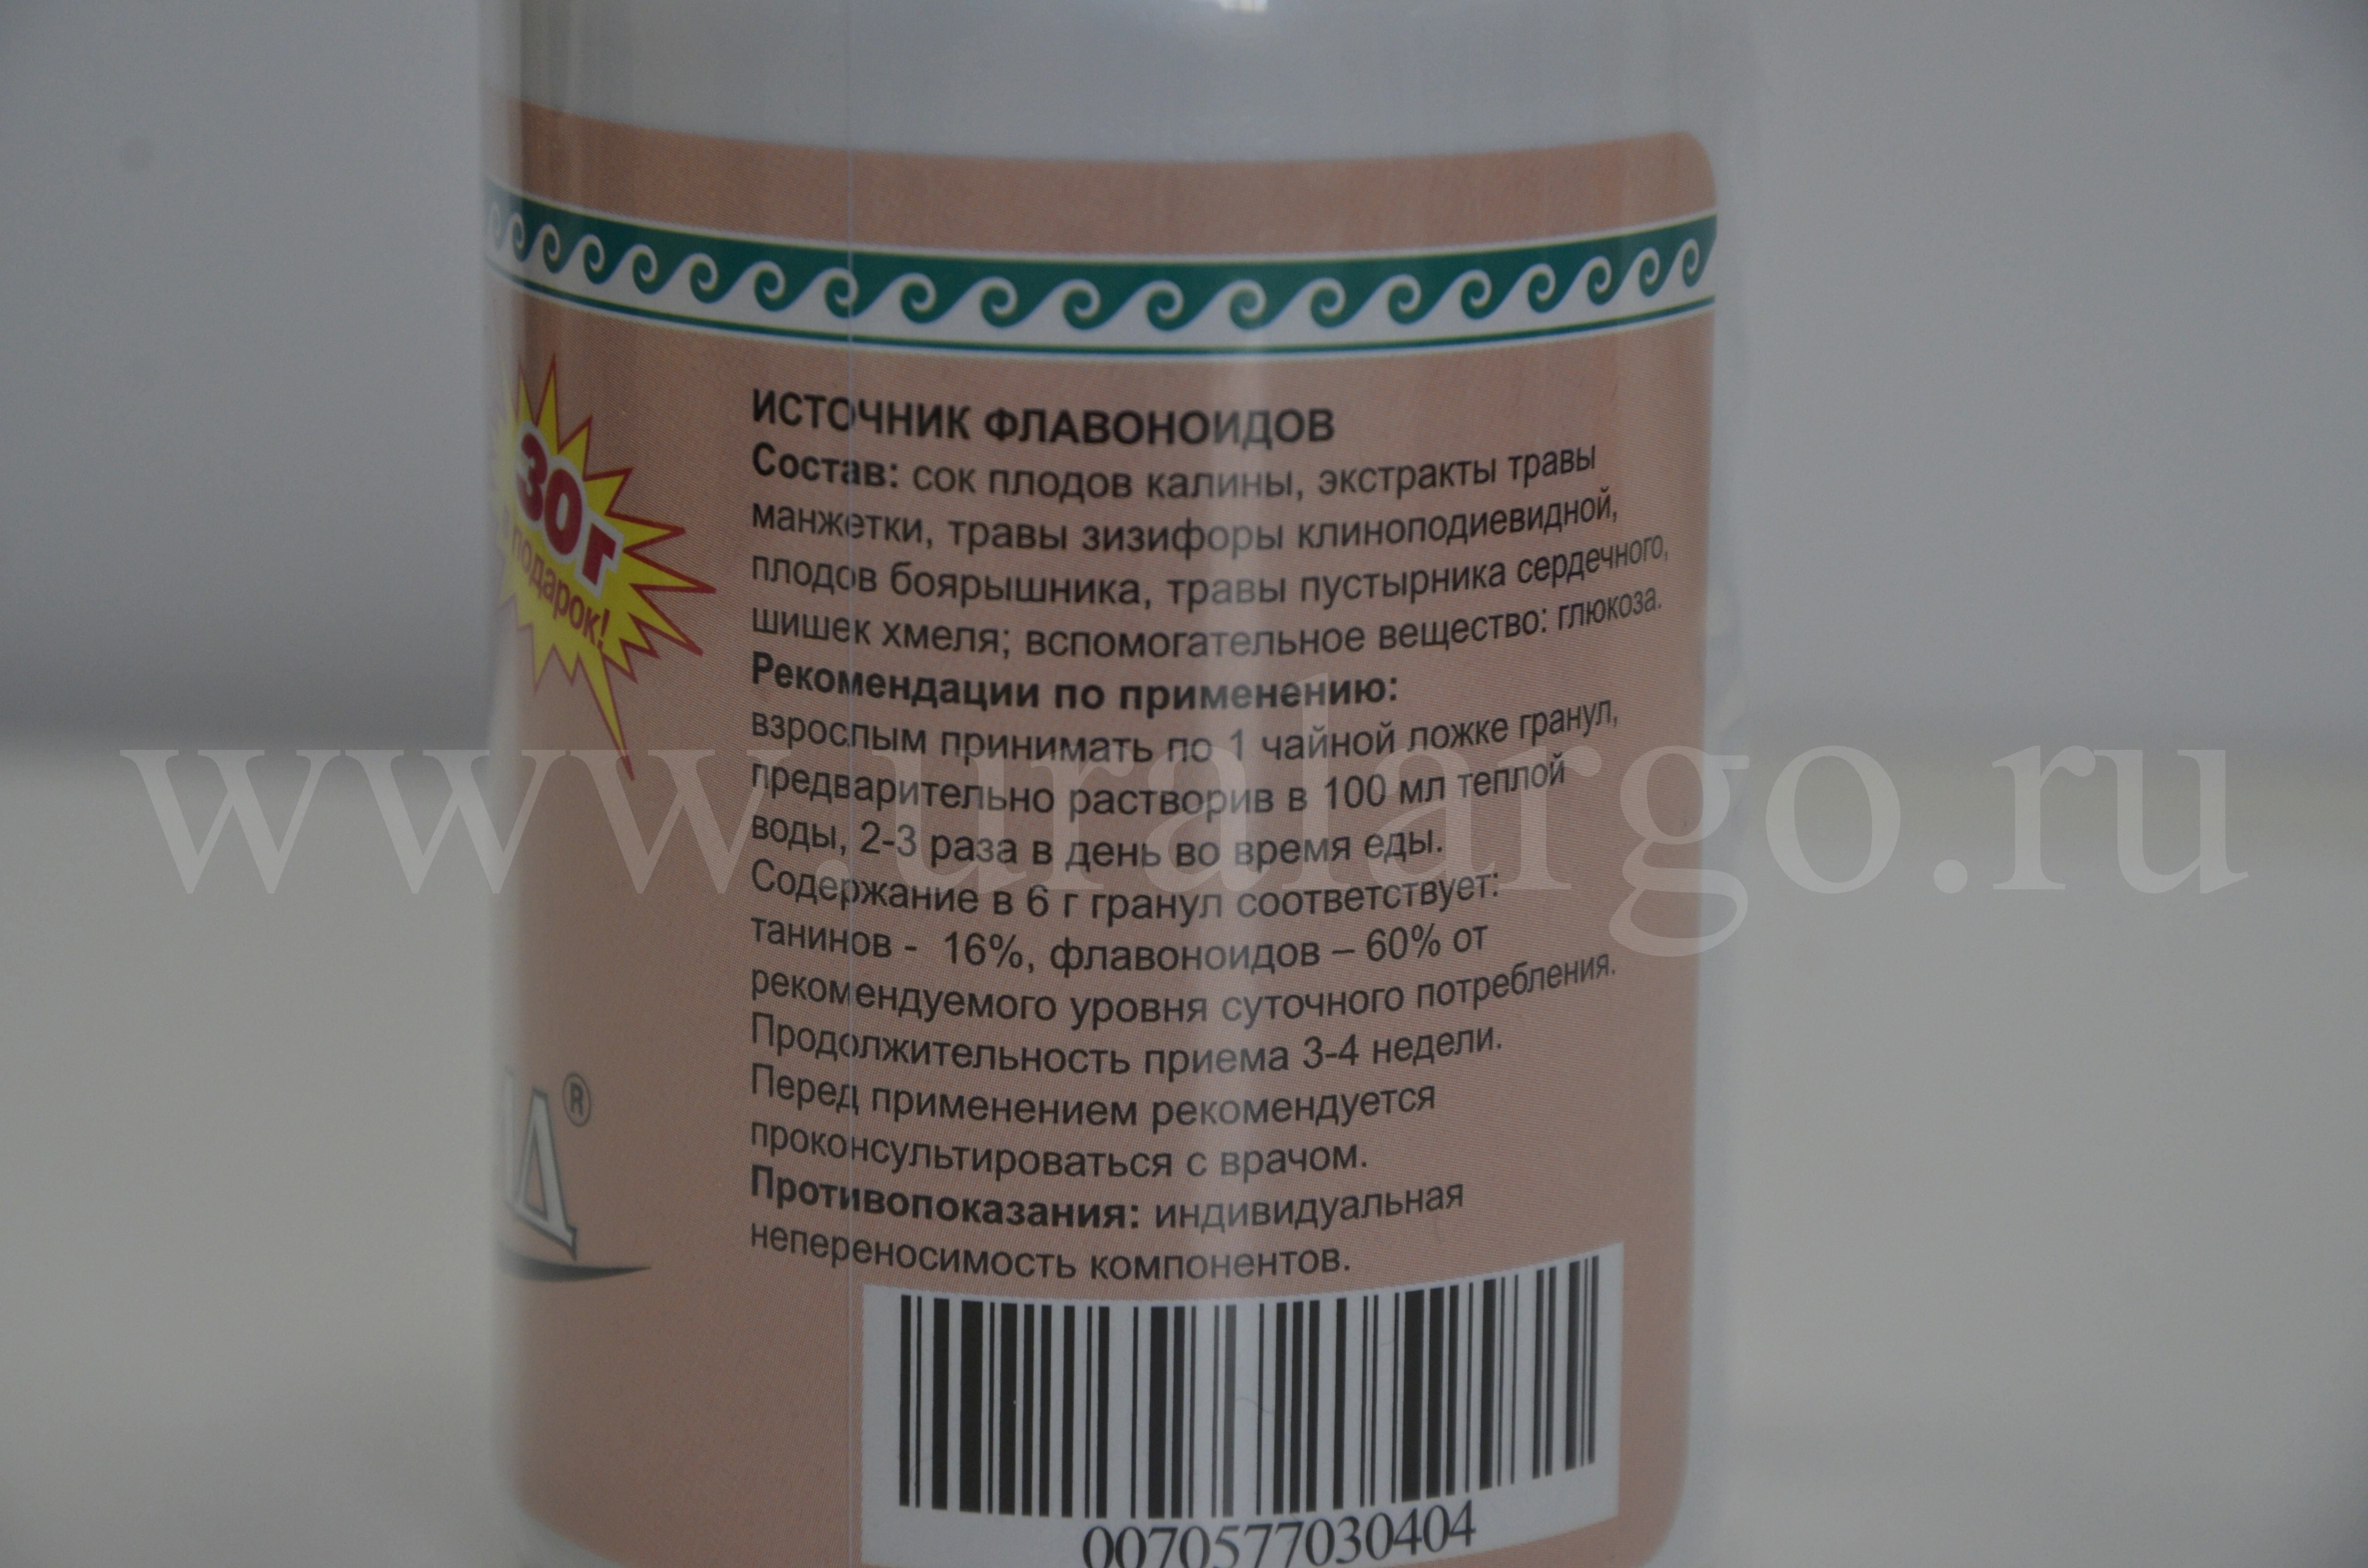 ИСТОЧНИК ФЛАВОНОИДОВ
Состав: сок плодов калины, экстракты травы
манжетки, травы зизифоры клиноподиевидной,
плодов боярышника, травы пустырника сердечного,
шишек хмеля; вспомогательное вещество: глюкоза.
Рекомендации по применению:
взрослым принимать по 1 чайной ложке гранул,
предварительно растворив в 100 мл теплой
воды, 2-3 раза в день во время еды.
Содержание в 6 г гранул соответствует:
танинов - 16%, флавоноидов – 60% от
рекомендуемого уровня суточного потребления.
Продолжительность приема 3-4 недели.
Перед применением рекомендуется
проконсультироваться с врачом.
Противопоказания: индивидуальная
непереносимость компонентов.
0070577030404
30г
в подарок!
www.uralargo.ru